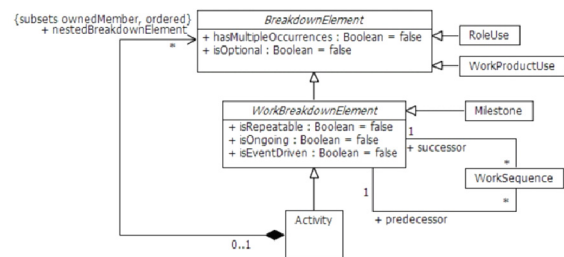 {subsets ownedMember, ordered}
+ nestedBreakdownElement
*
BreakdownElement
+ hasMultipleOccurrences : Boolean = false
+ isOptional : Boolean = false
RoleUse
WorkProductUse
WorkBreakdownElement
+ isRepeatable : Boolean = false
+ isOngoing : Boolean = false
+ isEventDriven : Boolean = false
Milestone
1
+ successor
*
WorkSequence
*
1
+ predecessor
Activity
0..1